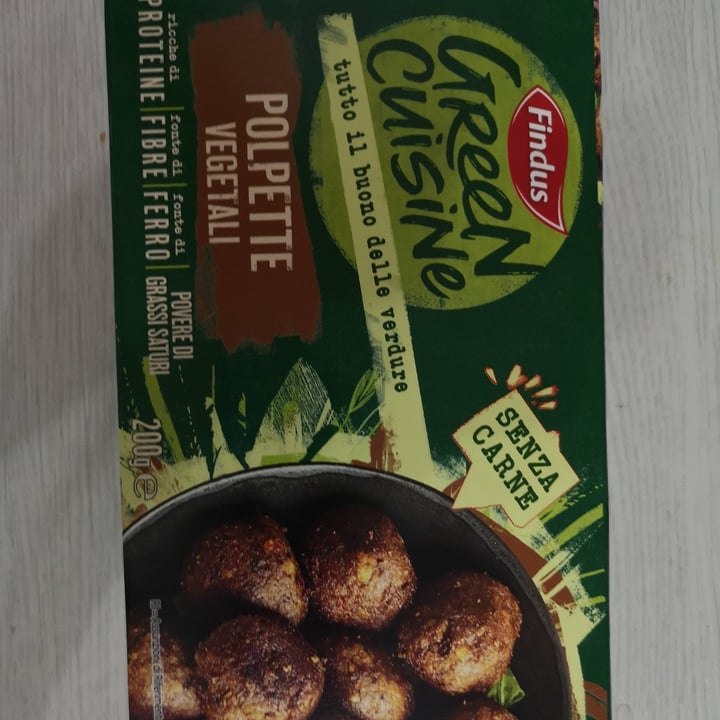 Findus
GREEN
CUISINE
tutto il buono delle verdure
SENZA
CARNE
POLPETTE
VEGETALI
ricche di
PROTEINE
fonte di
FIBRE
fonte di
FERRO
POVERE DI
GRASSI SATURI
200g e